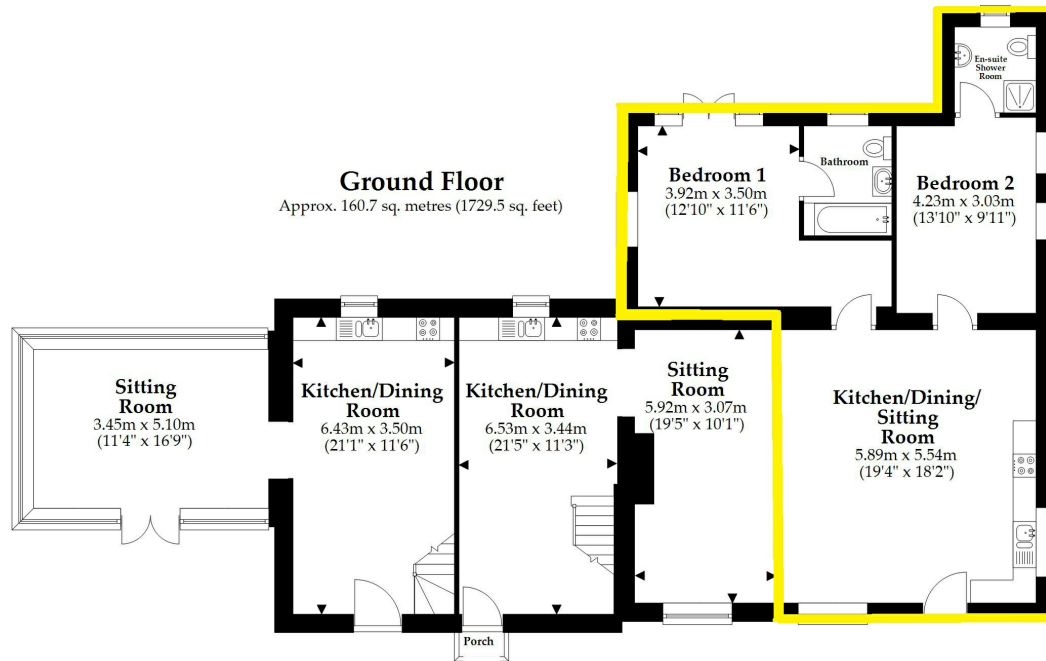 Ground Floor
Approx. 160.7 sq. metres (1729.5 sq. feet)
En-suite
Shower
Room
Bedroom 1
3.92m x 3.50m
(12'10" x 11'6")
Bathroom
Bedroom 2
4.23m x 3.03m
(13'10" x 9'11")
Sitting
Room
3.45m x 5.10m
(11'4" x 16'9")
Kitchen/Dining
Room
6.43m x 3.50m
(21'1" x 11'6")
Kitchen/Dining
Room
6.53m x 3.44m
(21'5" x 11'3")
Sitting
Room
5.92m x 3.07m
(19'5" x 10'1")
Kitchen/Dining/
Sitting
Room
5.89m x 5.54m
(19'4" x 18'2")
Porch